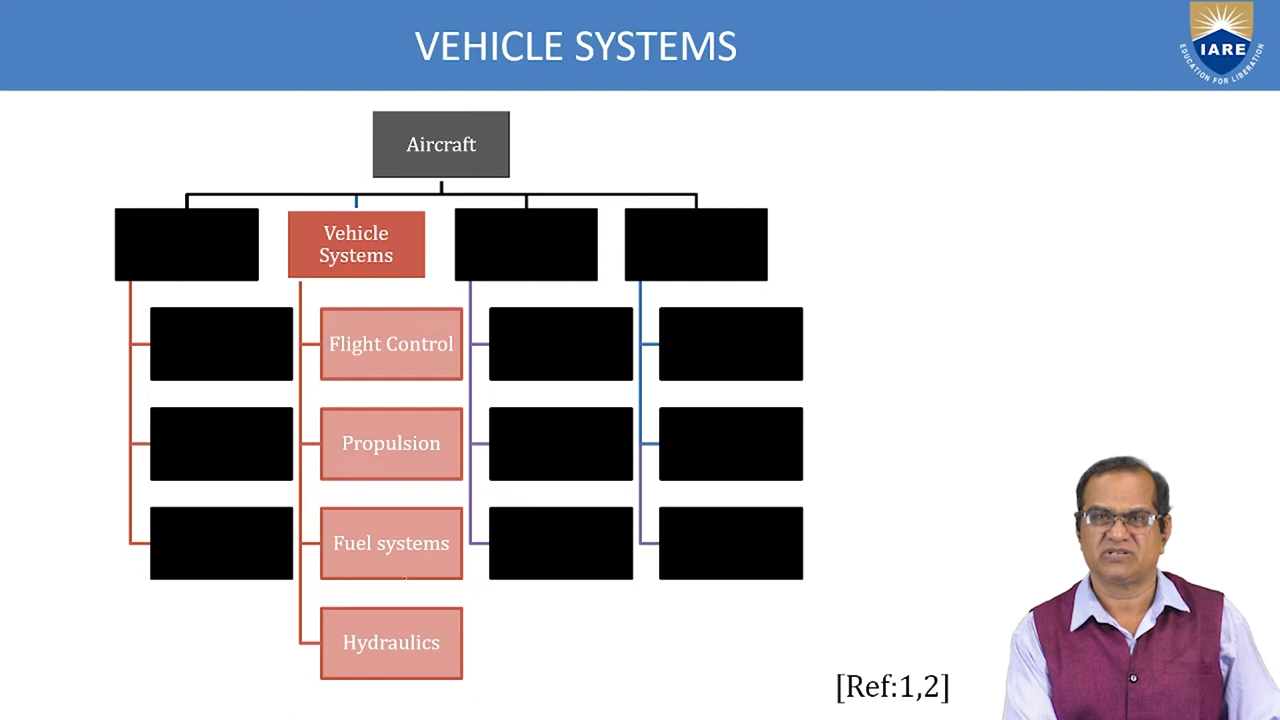 VEHICLE SYSTEMS
IARE
EDUCATION FOR LIBERATION
Aircraft
Vehicle
Systems
Flight Control
Propulsion
Fuel systems
Hydraulics
[Ref:1,2]